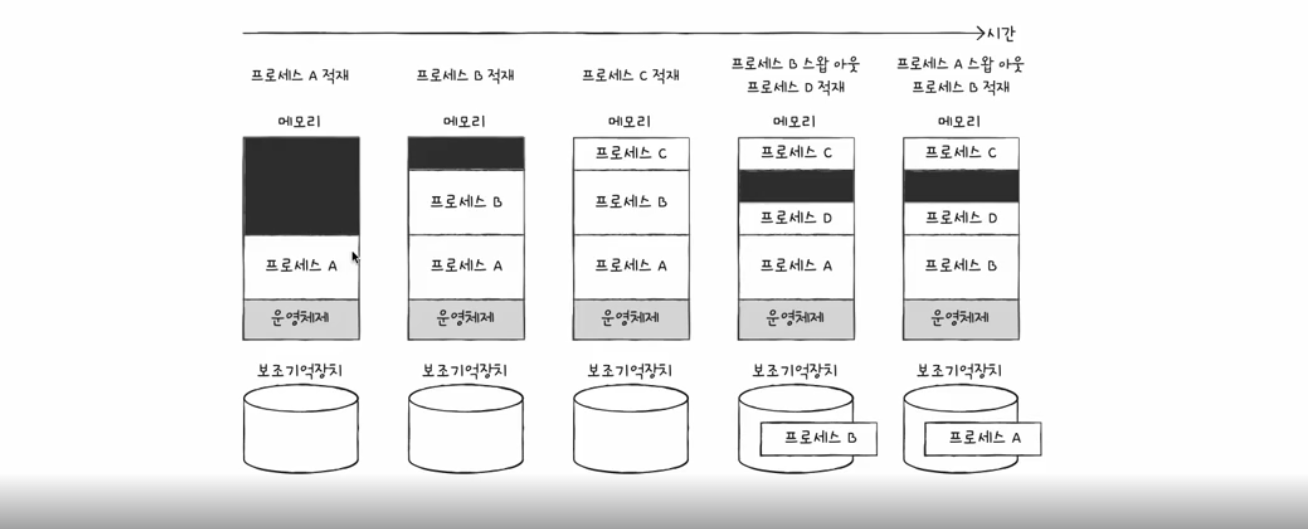 시간
프로세스 A 적재
프로세스 B 적재
프로세스 C 적재
프로세스 B 스왑 아웃
프로세스 D 적재
프로세스 A 스왑 아웃
프로세스 B 적재
메모리
메모리
메모리
메모리
메모리
프로세스 A
운영체제
프로세스 B
프로세스 A
운영체제
프로세스 C
프로세스 B
프로세스 A
운영체제
프로세스 C
프로세스 D
프로세스 A
운영체제
프로세스 C
프로세스 D
프로세스 B
운영체제
보조기억장치
보조기억장치
보조기억장치
보조기억장치
보조기억장치
프로세스 B
프로세스 A